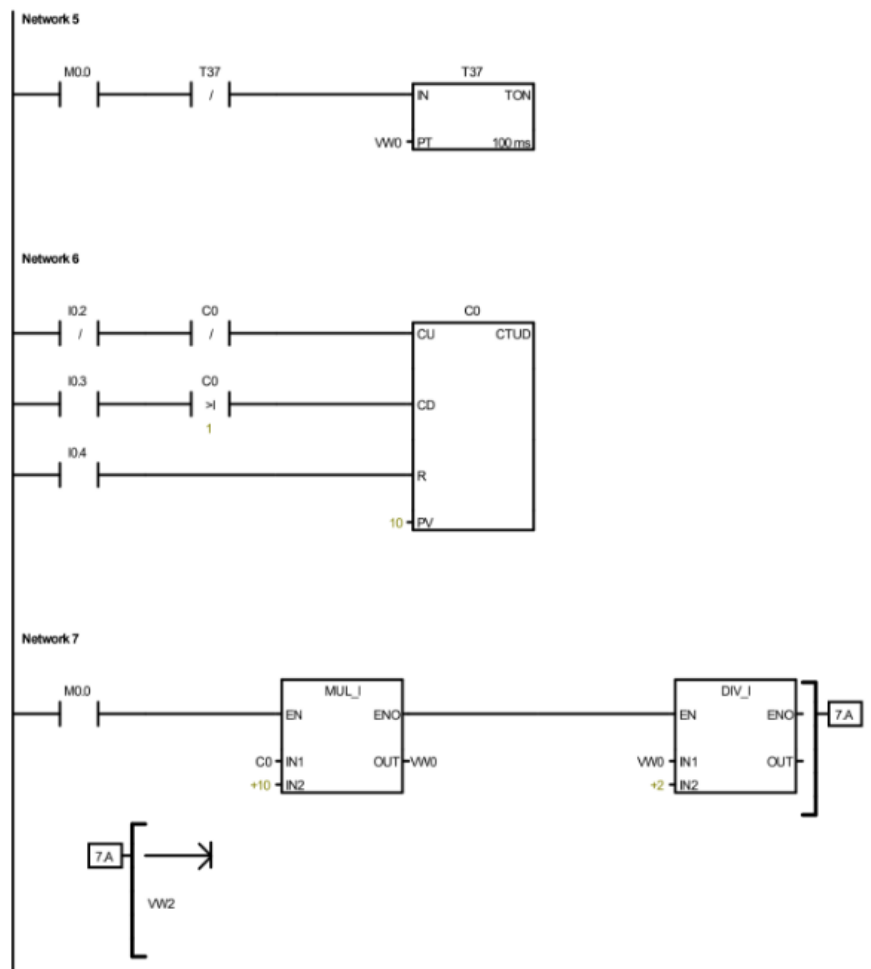 Network 5
M0.0 T37 T37
/
IN TON
VW0 PT 100 ms
Network 6
I0.2 C0 C0
/ /
CU CTUD
I0.3 C0
>I
CD
1
I0.4
R
10 PV
Network 7
M0.0 MUL_I DIV_I
EN ENO EN ENO 7.A
C0 IN1 OUT VW0 VW0 IN1 OUT
+10 IN2 +2 IN2
7.A
VW2